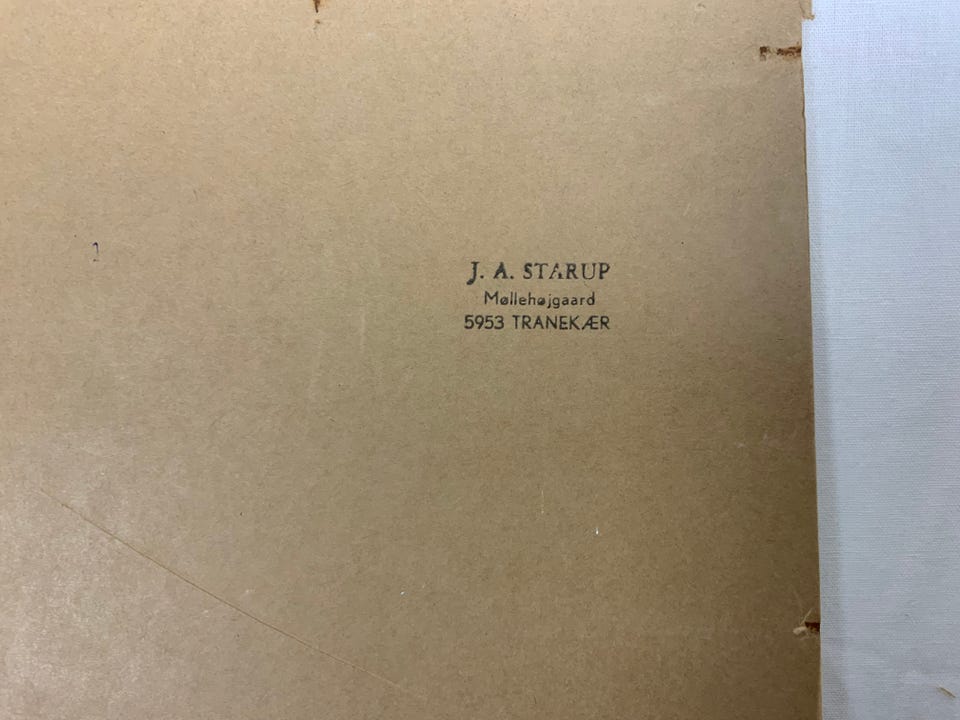 J. A. STARUP
Møllehøjgaard
5953 TRANEKÆR